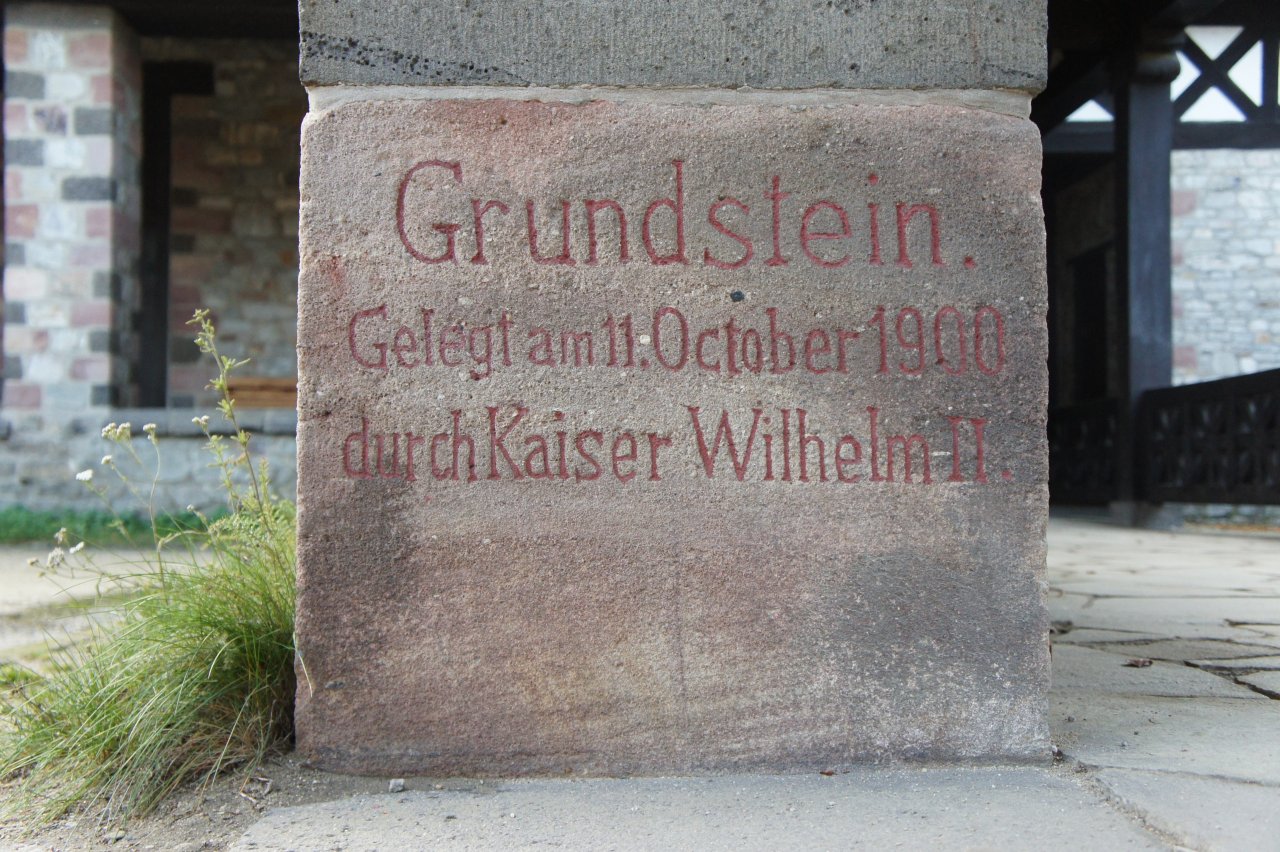 Grundstein.
Gelegt am 11. October 1900
durch Kaiser Wilhelm II.